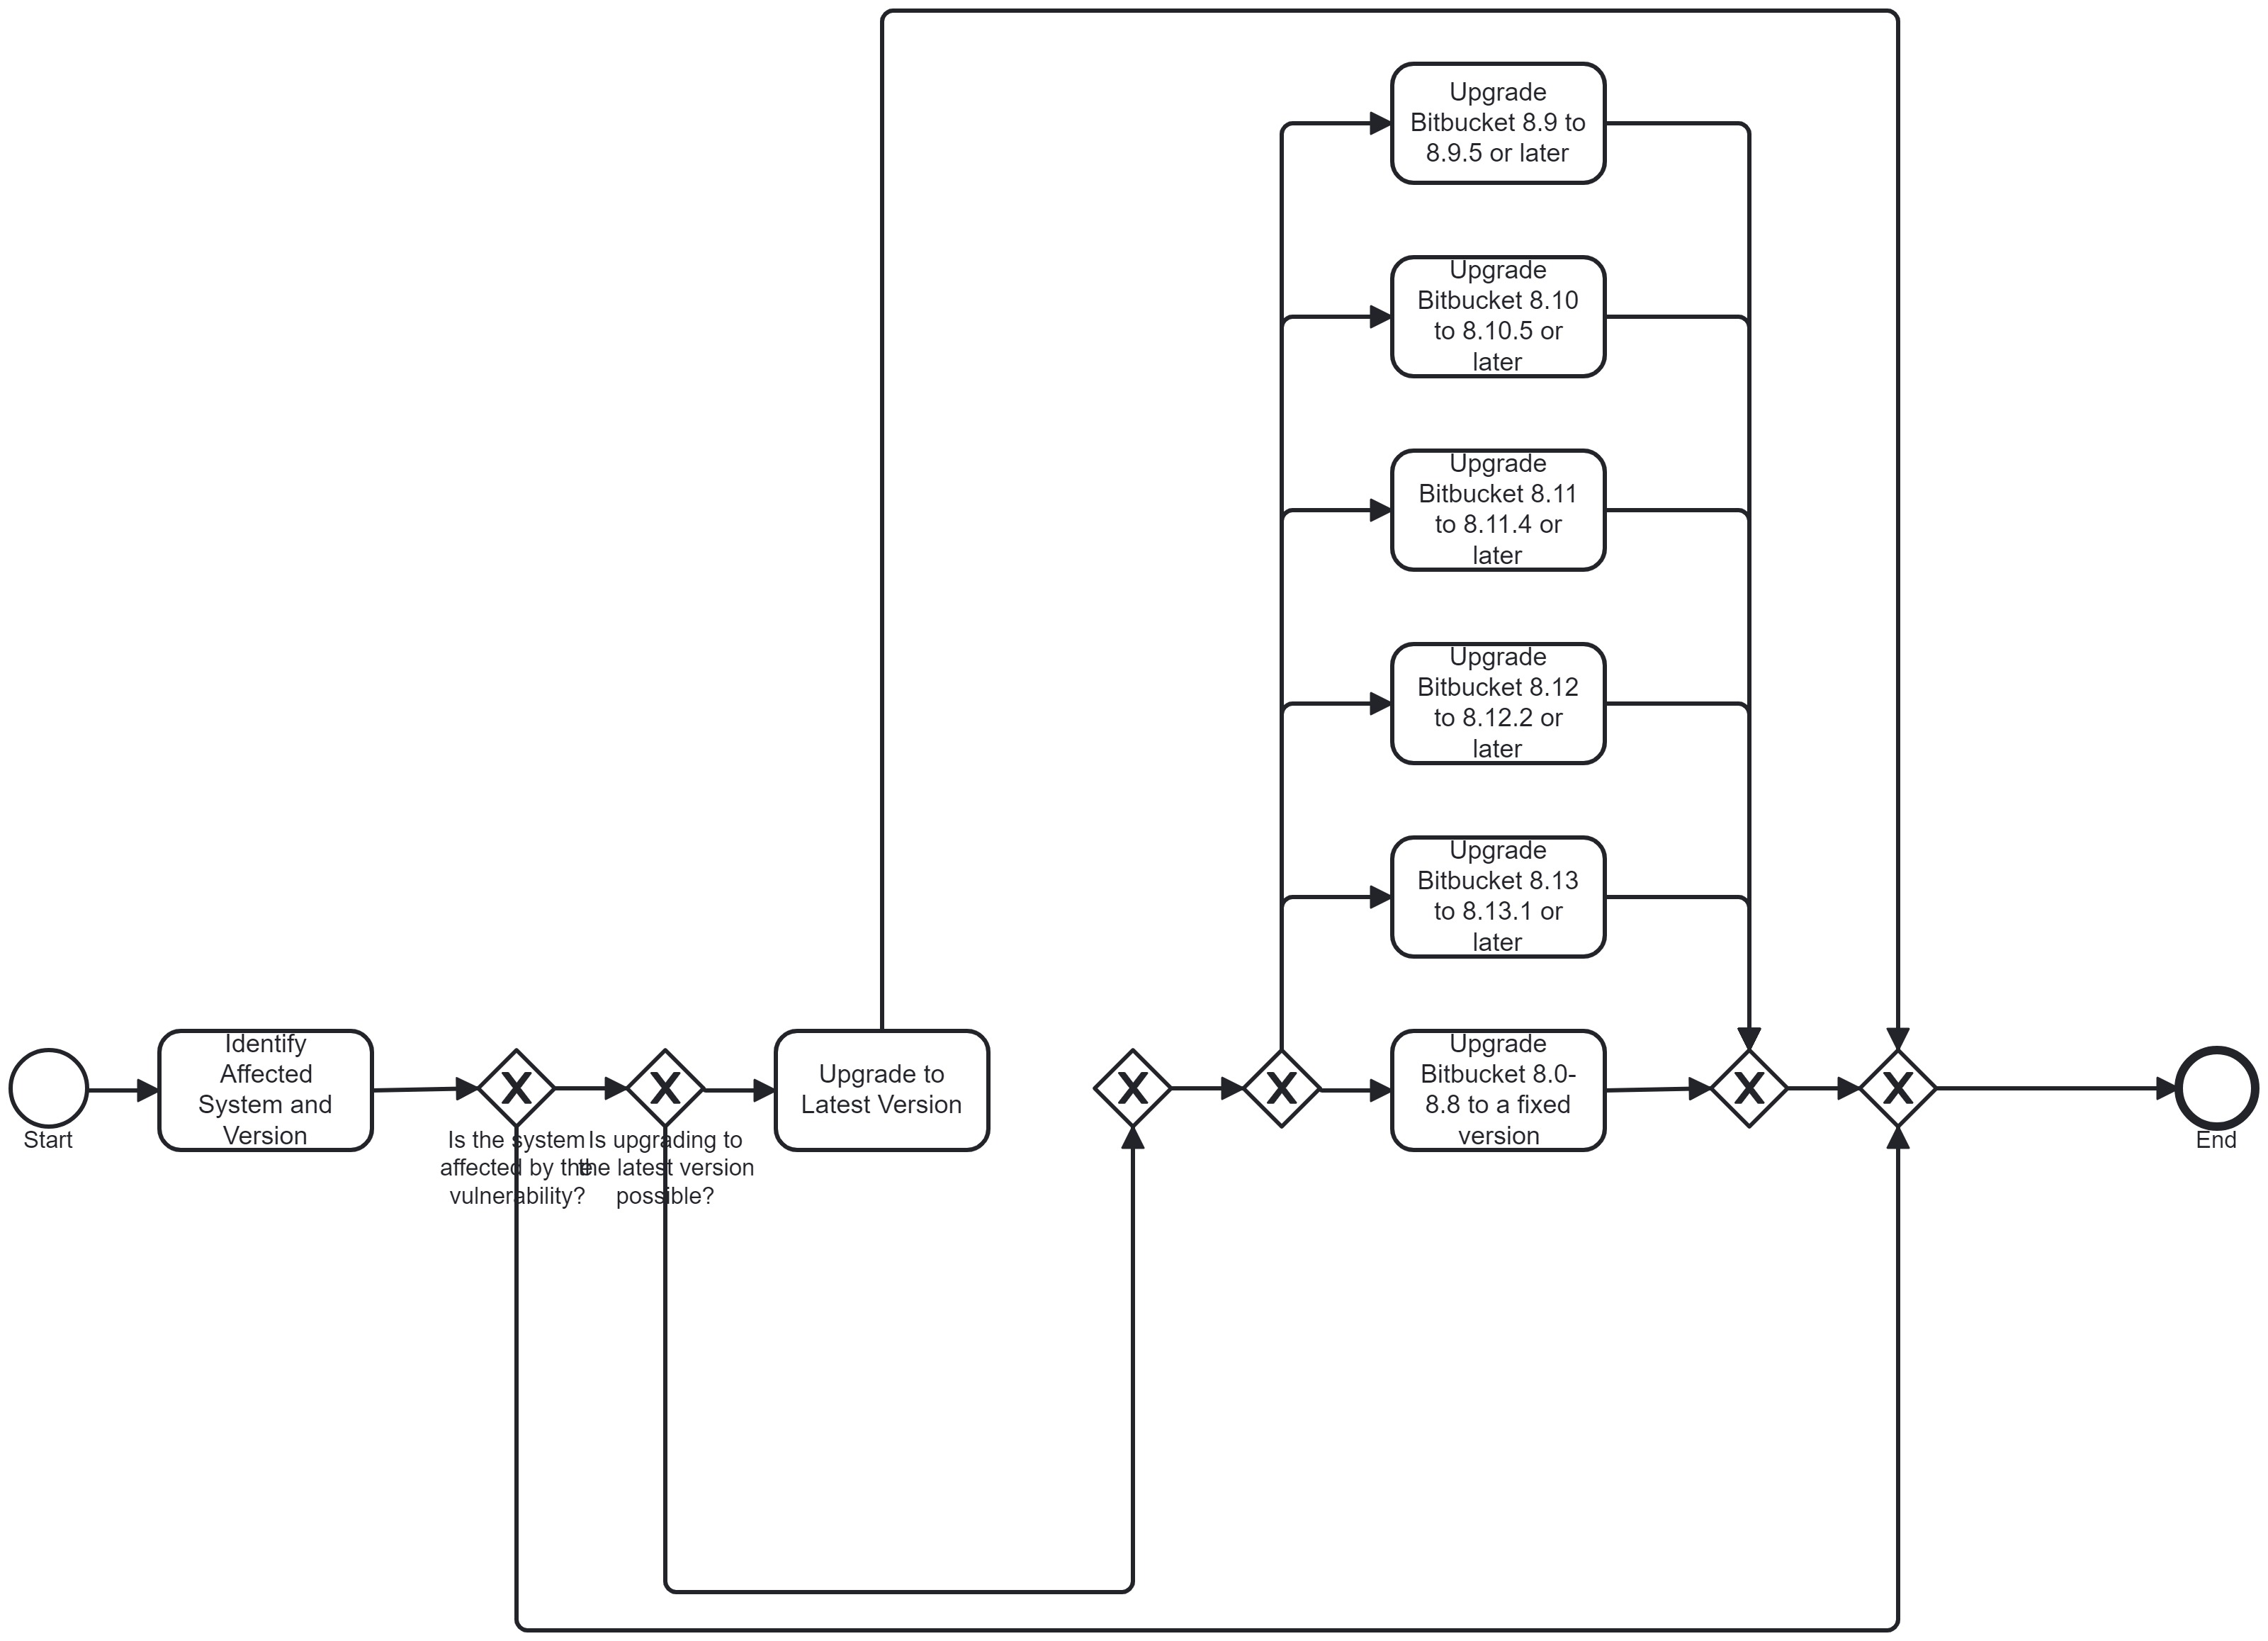 Upgrade
Bitbucket 8.9 to
8.9.5 or later
Upgrade
Bitbucket 8.10
to 8.10.5 or
later
Upgrade
Bitbucket 8.11
to 8.11.4 or
later
Upgrade
Bitbucket 8.12
to 8.12.2 or
later
Upgrade
Bitbucket 8.13
to 8.13.1 or
later
Start
Identify
Affected
System and
Version
X
Is the system
affected by the
vulnerability?
X
Is upgrading to
the latest version
possible?
Upgrade to
Latest Version
X
X
Upgrade
Bitbucket 8.0-
8.8 to a fixed
version
X
X
End